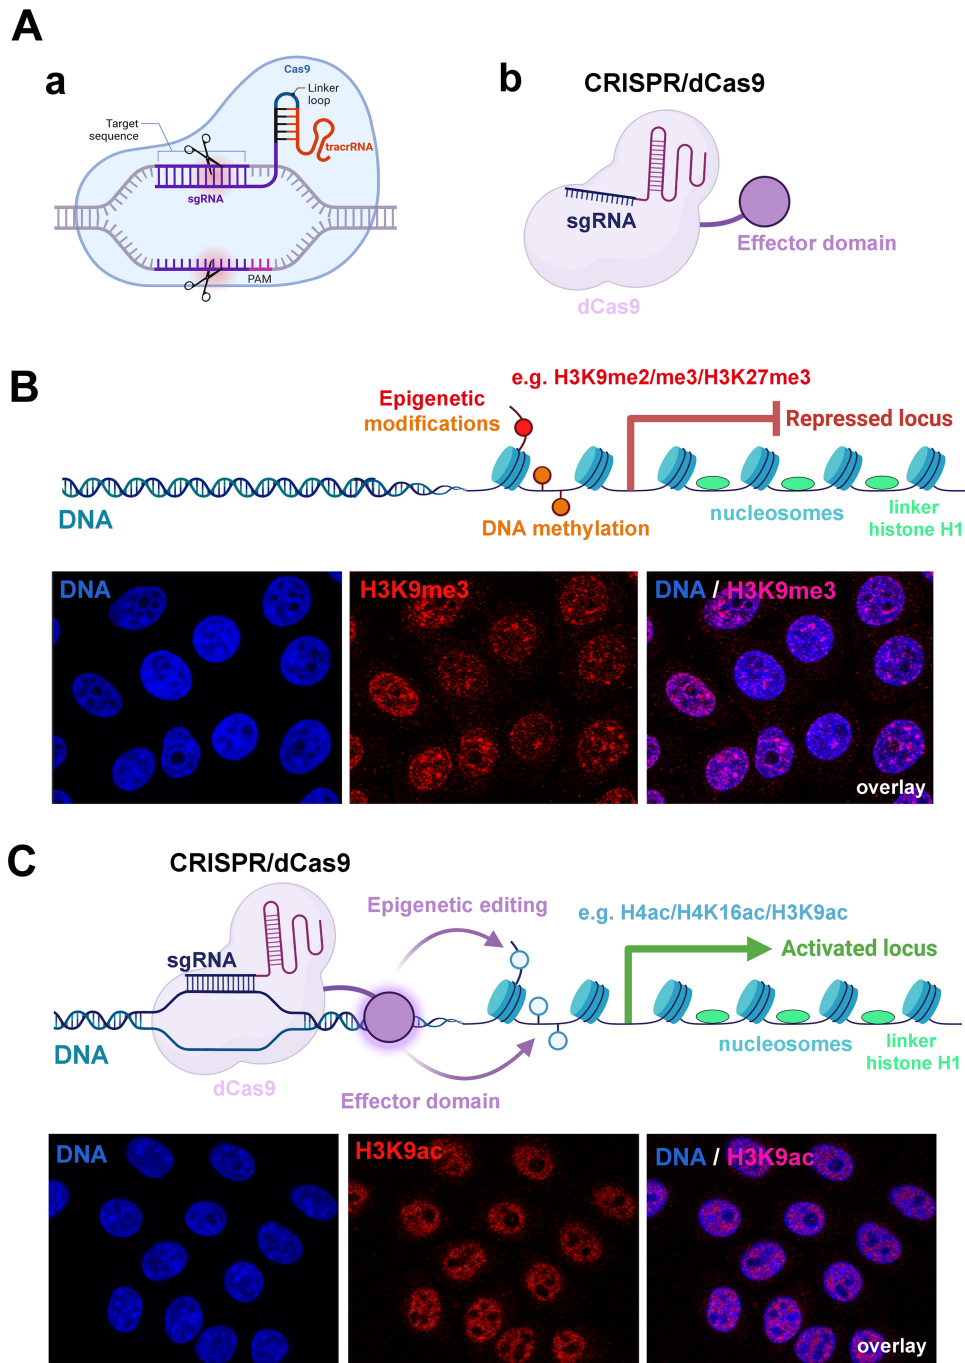 A
a
Cas9
Linker
loop
Target
sequence
tracrRNA
sgRNA
PAM
b
CRISPR/dCas9
sgRNA
Effector domain
dCas9
B
e.g. H3K9me2/me3/H3K27me3
Epigenetic
modifications
Repressed locus
DNA
DNA methylation
nucleosomes
linker
histone H1
DNA
H3K9me3
DNA / H3K9me3
overlay
C
CRISPR/dCas9
Epigenetic editing
e.g. H4ac/H4K16ac/H3K9ac
sgRNA
Activated locus
DNA
nucleosomes
linker
histone H1
dCas9
Effector domain
DNA
H3K9ac
DNA / H3K9ac
overlay